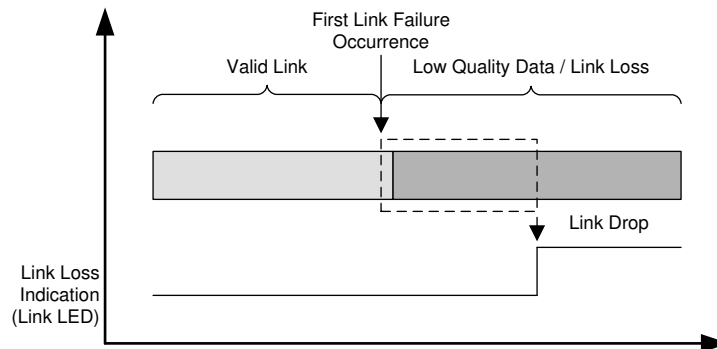 First Link Failure
Occurrence
Valid Link
Low Quality Data / Link Loss
Link Drop
Link Loss
Indication
(Link LED)